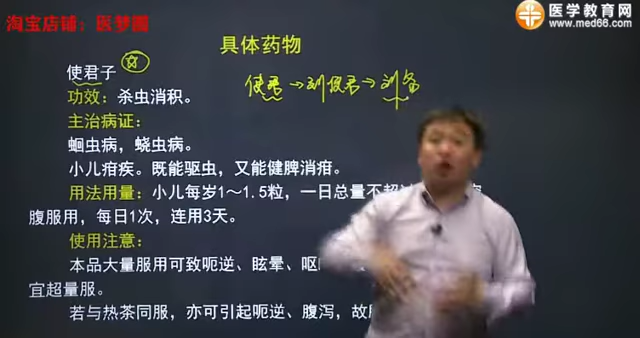 淘宝店铺：医梦圆
医学教育网
www.med66.com
具体药物
使君子
使君→刘使君→刘备
功效：杀虫消积。
主治病证：
蛔虫病，蛲虫病。
小儿疳疾。既能驱虫，又能健脾消疳。
用法用量：小儿每岁1～1.5粒，一日总量不超
腹服用，每日1次，连用3天。
使用注意：
本品大量服用可致呃逆、眩晕、呕
宜超量服。
若与热茶同服，亦可引起呃逆、腹泻，故